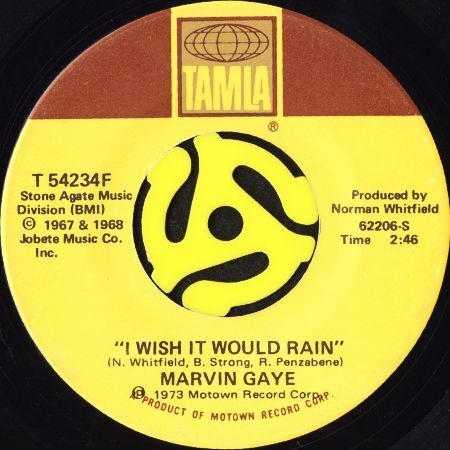 TAMLA
®
T 54234F
Stone Agate Music
Division (BMI)
© 1967 & 1968
Jobete Music Co.
Inc.
Produced by
Norman Whitfield
62206-S
Time 2:46
"I WISH IT WOULD RAIN"
(N. Whitfield, B. Strong, R. Penzabene)
MARVIN GAYE
℗ 1973 Motown Record Corp.
A PRODUCT OF MOTOWN RECORD CORP.